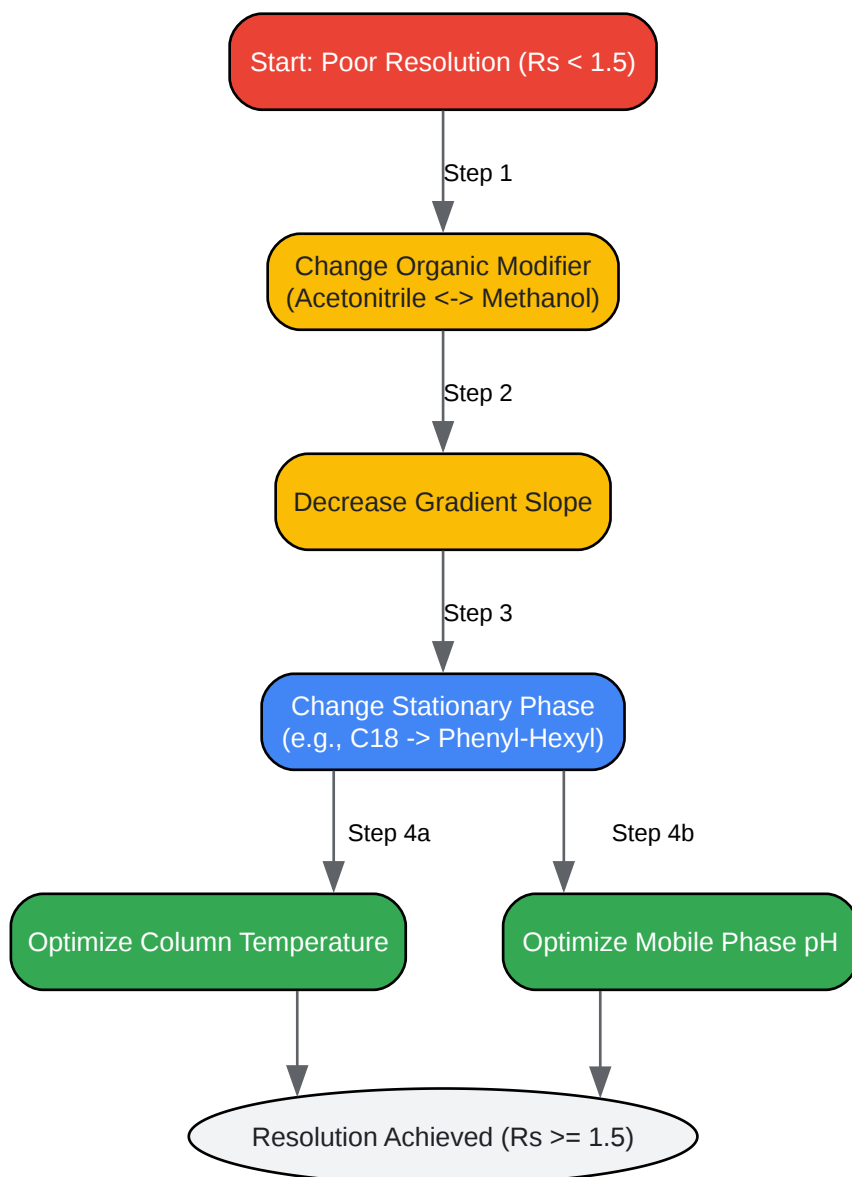 Start: Poor Resolution (Rs < 1.5)
Step 1
Change Organic Modifier
(Acetonitrile <-> Methanol)
Step 2
Decrease Gradient Slope
Step 3
Change Stationary Phase
(e.g., C18 -> Phenyl-Hexyl)
Step 4a
Step 4b
Optimize Column Temperature
Optimize Mobile Phase pH
Resolution Achieved (Rs >= 1.5)